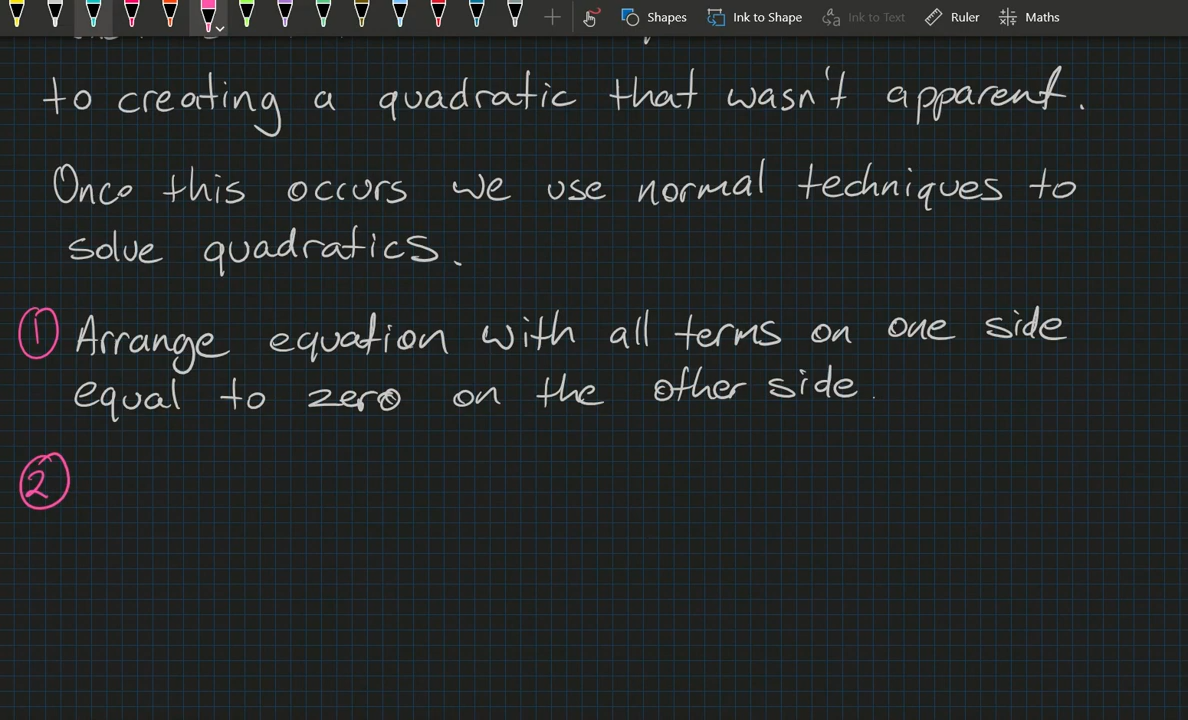 Shapes Ink to Shape Ink to Text Ruler Maths
to creating a quadratic that wasn't apparent.
Once this occurs we use normal techniques to
solve quadratics.
① Arrange equation with all terms on one side
equal to zero on the other side.
②